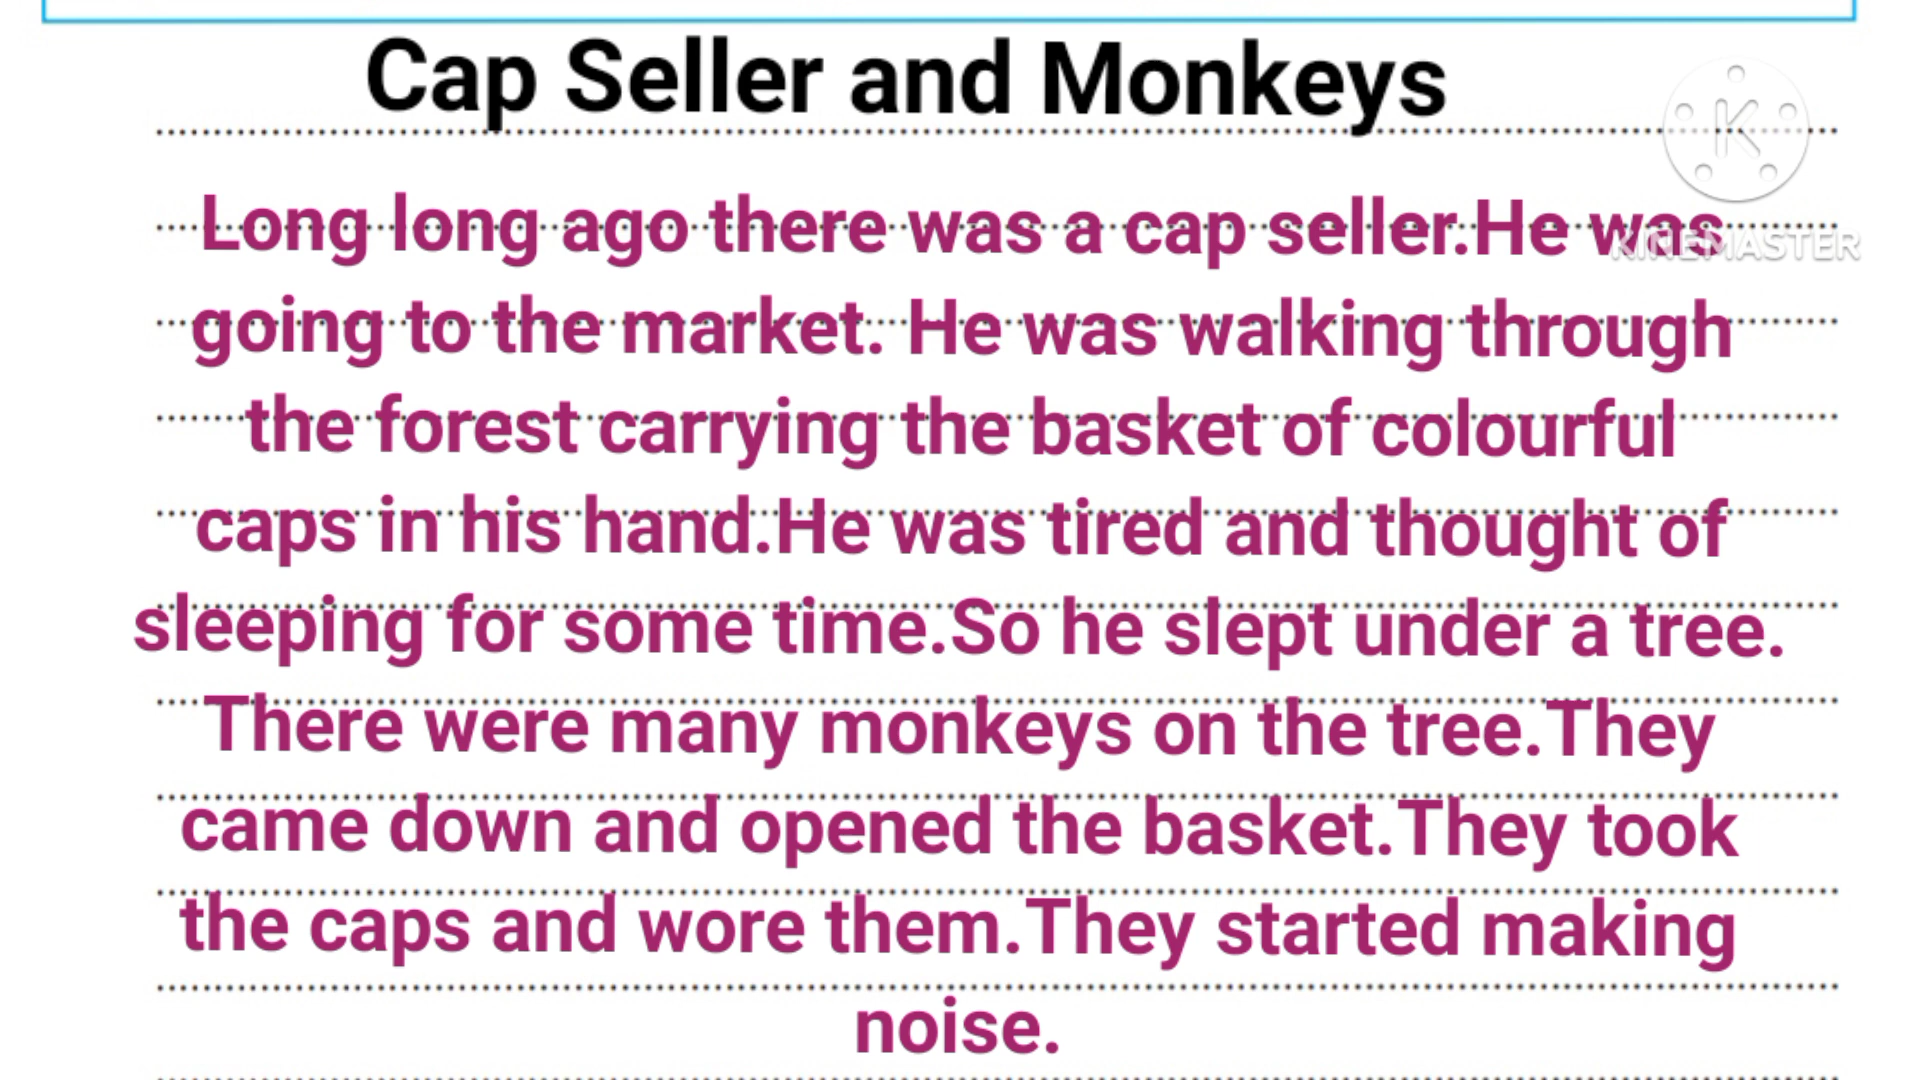 Cap Seller and Monkeys
Long long ago there was a cap seller.He was
going to the market. He was walking through
the forest carrying the basket of colourful
caps in his hand.He was tired and thought of
sleeping for some time.So he slept under a tree.
There were many monkeys on the tree.They
came down and opened the basket.They took
the caps and wore them.They started making
noise.
K
KINEMASTER